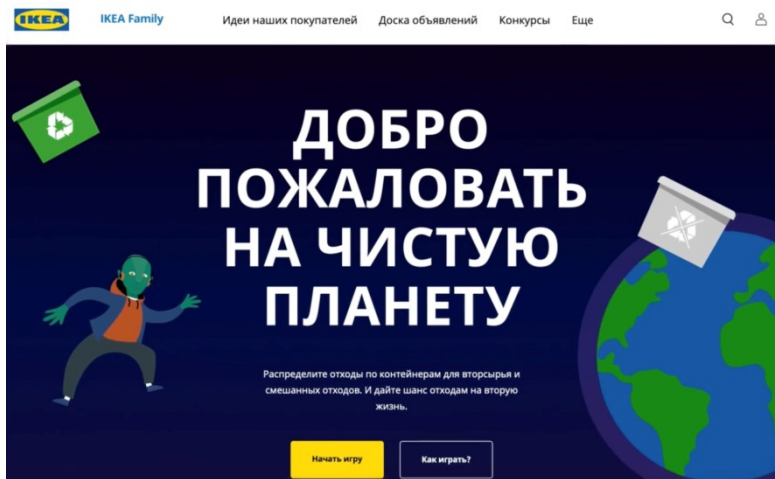 IKEA
IKEA Family
Идеи наших покупателей
Доска объявлений
Конкурсы
Еще
ДОБРО
ПОЖАЛОВАТЬ
НА ЧИСТУЮ
ПЛАНЕТУ
Распределите отходы по контейнерам для вторсырья и
смешанных отходов. И дайте шанс отходам на вторую
жизнь.
Начать игру
Как играть?